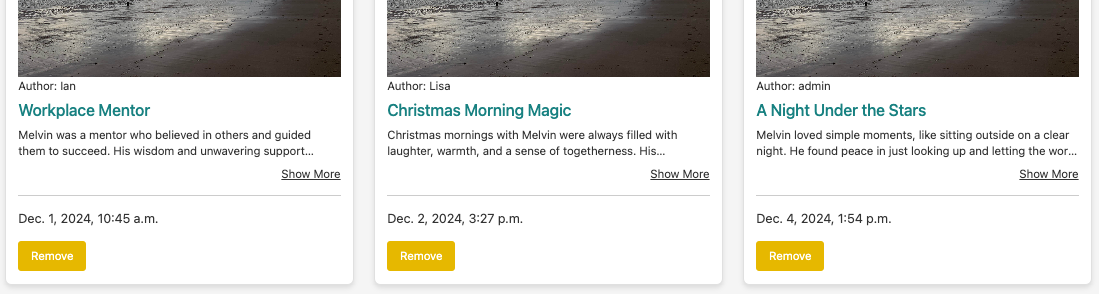 Author: Ian
Workplace Mentor
Melvin was a mentor who believed in others and guided
them to succeed. His wisdom and unwavering support...
Show More
Dec. 1, 2024, 10:45 a.m.
Remove
Author: Lisa
Christmas Morning Magic
Christmas mornings with Melvin were always filled with
laughter, warmth, and a sense of togetherness. His...
Show More
Dec. 2, 2024, 3:27 p.m.
Remove
Author: admin
A Night Under the Stars
Melvin loved simple moments, like sitting outside on a clear
night. He found peace in just looking up and letting the wor...
Show More
Dec. 4, 2024, 1:54 p.m.
Remove